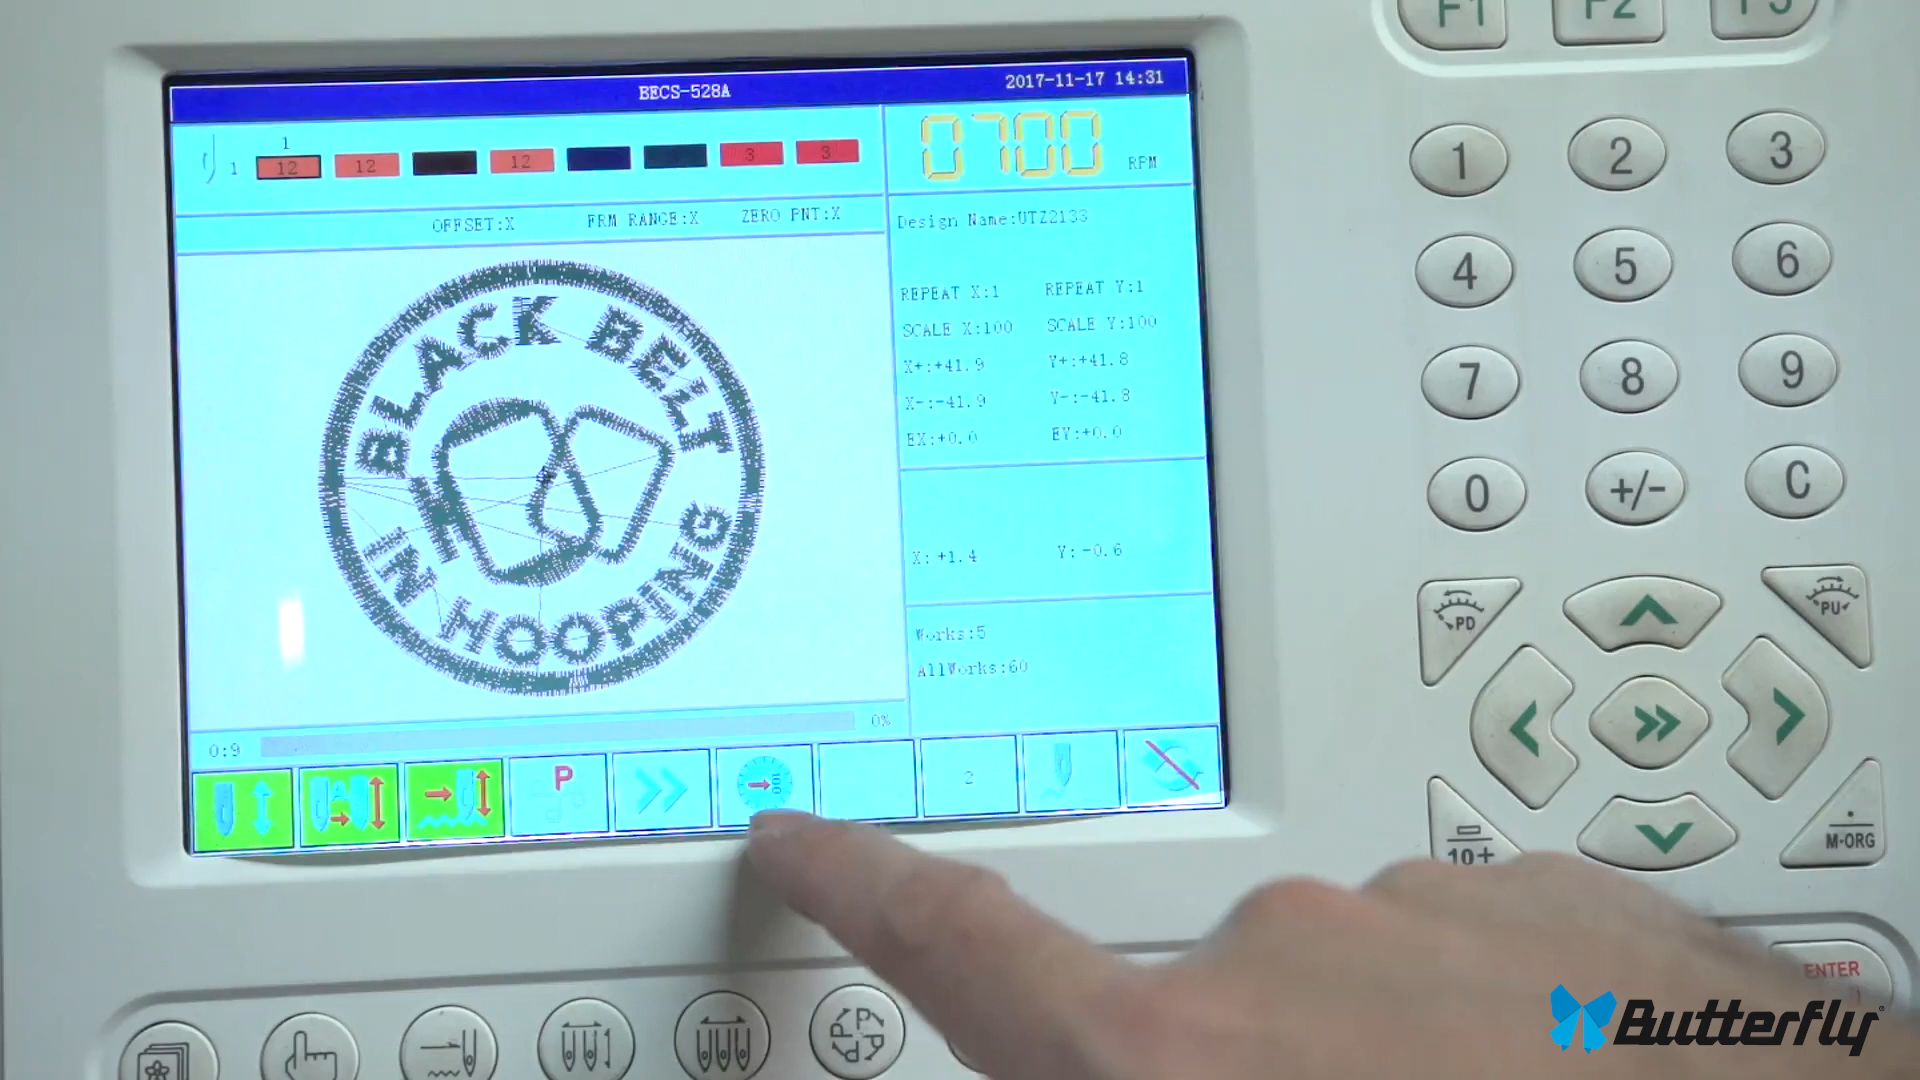 F1 F2 F3
BECS-528A 2017-11-17 14:31
1
1 12 12 12 3 3
0700 RPM
OFFSET:X FRM RANGE:X ZERO PNT:X
Design Name:UTZ2133
REPEAT X:1 REPEAT Y:1
SCALE X:100 SCALE Y:100
X+:+41.9 Y+:+41.8
X-:-41.9 Y-:-41.8
EX:+0.0 EY:+0.0
X:+1.4 Y:-0.6
Works:5
AllWorks:60
BLACK BELT
IN HOOPING
H
0:9 0%
A P 100 2
1 2 3
4 5 6
7 8 9
0 +/- C
PD PU
10+ M-ORG
ENTER
P P P P
Butterfly